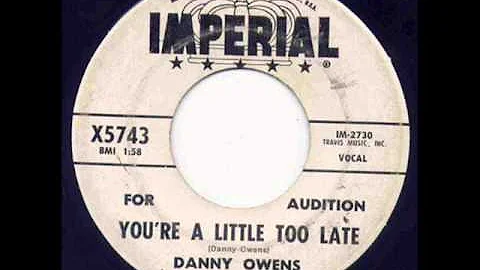 IMPERIAL
X5743
BMI 1:58
IM-2730
TRAVIS MUSIC, INC.
VOCAL
FOR AUDITION
YOU'RE A LITTLE TOO LATE
(Danny Owens)
DANNY OWENS